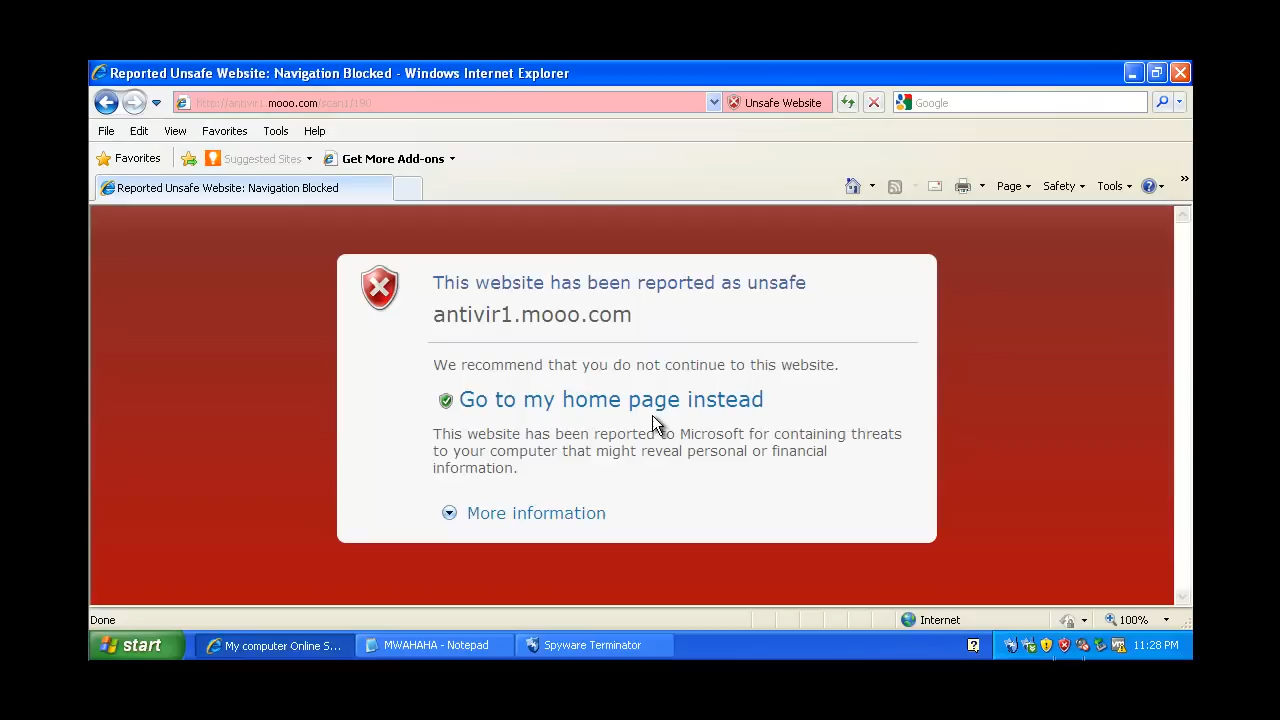 Reported Unsafe Website: Navigation Blocked - Windows Internet Explorer
http://antivir1.mooo.com/scan1/190
Unsafe Website
Google
File Edit View Favorites Tools Help
Favorites Suggested Sites Get More Add-ons
Reported Unsafe Website: Navigation Blocked
Page Safety Tools
This website has been reported as unsafe
antivir1.mooo.com
We recommend that you do not continue to this website.
Go to my home page instead
This website has been reported to Microsoft for containing threats
to your computer that might reveal personal or financial
information.
More information
Done
Internet
100%
start
My computer Online S...
MWAHAHA - Notepad
Spyware Terminator
11:28 PM